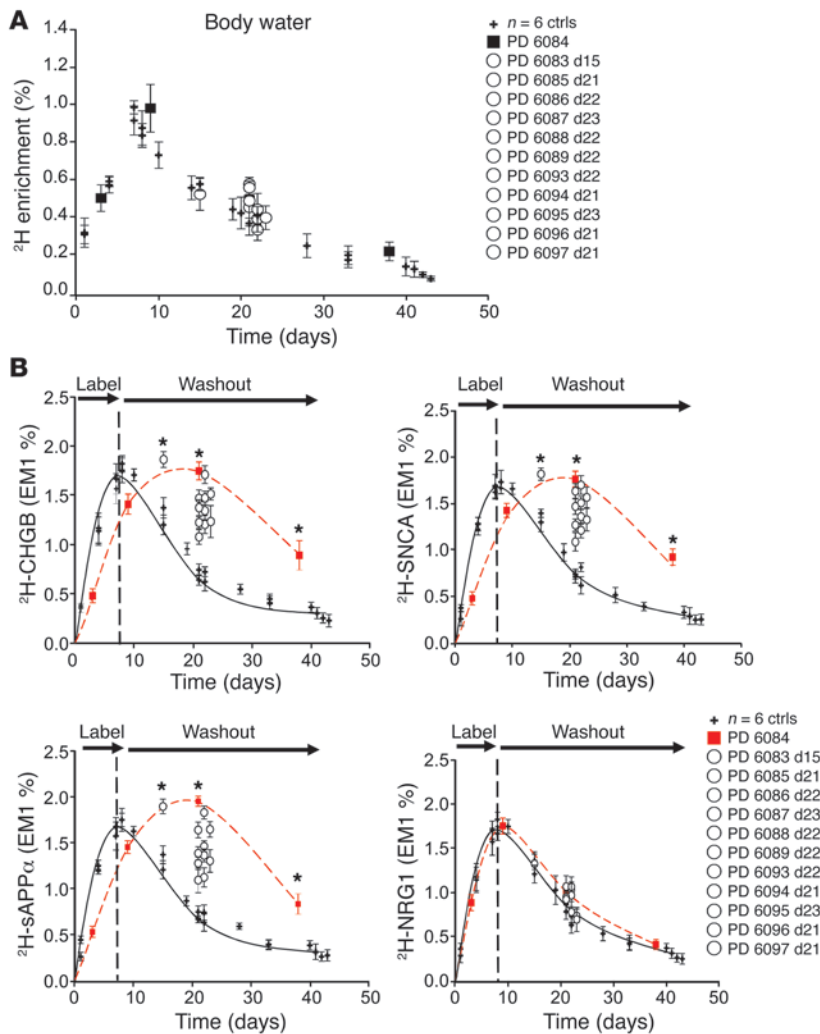 A
Body water
²H enrichment (%)
1.4
1.2
1.0
0.8
0.6
0.4
0.2
0.0
0 10 20 30 40 50
Time (days)
n = 6 ctrls
PD 6084
PD 6083 d15
PD 6085 d21
PD 6086 d22
PD 6087 d23
PD 6088 d22
PD 6089 d22
PD 6093 d22
PD 6094 d21
PD 6095 d23
PD 6096 d21
PD 6097 d21
B
Label Washout
²H-CHGB (EM1 %)
2.5
2.0
1.5
1.0
0.5
0.0
* * *
0 10 20 30 40 50
Time (days)
Label Washout
²H-SNCA (EM1 %)
2.5
2.0
1.5
1.0
0.5
0.0
* * *
0 10 20 30 40 50
Time (days)
Label Washout
²H-sAPPα (EM1 %)
2.5
2.0
1.5
1.0
0.5
0.0
* * *
0 10 20 30 40 50
Time (days)
Label Washout
²H-NRG1 (EM1 %)
2.5
2.0
1.5
1.0
0.5
0.0
0 10 20 30 40 50
Time (days)
n = 6 ctrls
PD 6084
PD 6083 d15
PD 6085 d21
PD 6086 d22
PD 6087 d23
PD 6088 d22
PD 6089 d22
PD 6093 d22
PD 6094 d21
PD 6095 d23
PD 6096 d21
PD 6097 d21